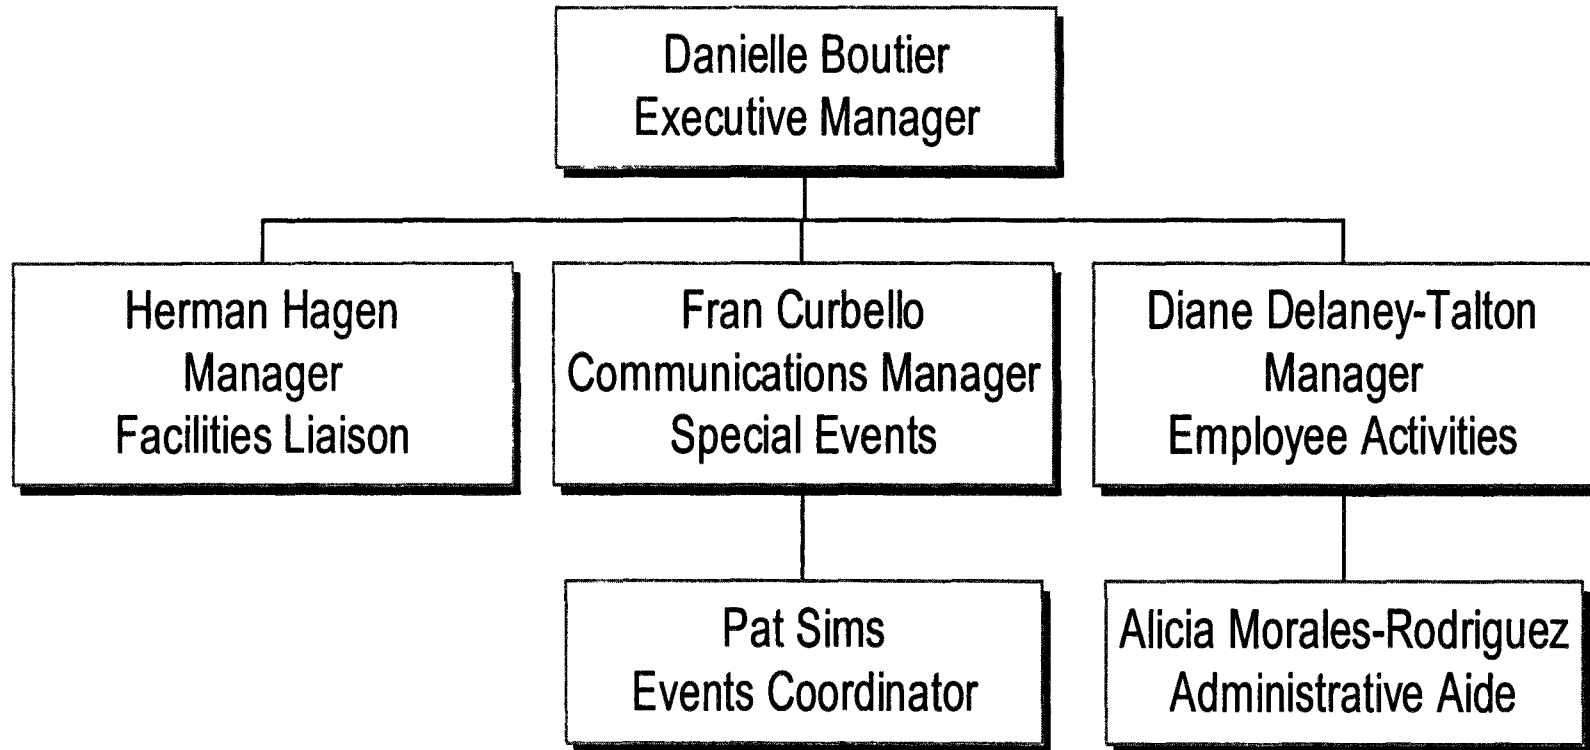 Danielle Boutier
Executive Manager
Herman Hagen
Manager
Facilities Liaison
Fran Curbello
Communications Manager
Special Events
Diane Delaney-Talton
Manager
Employee Activities
Pat Sims
Events Coordinator
Alicia Morales-Rodriguez
Administrative Aide